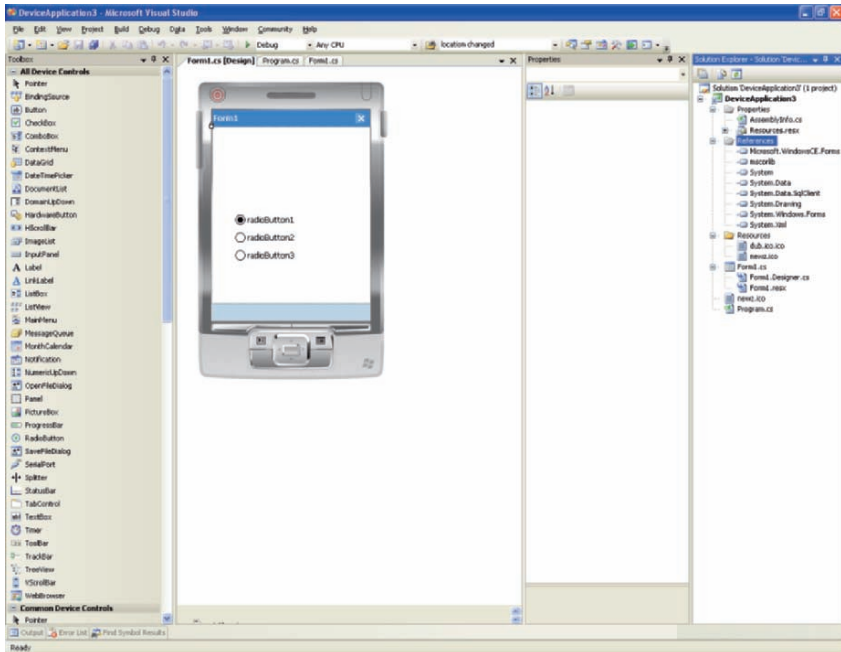 DeviceApplication3 - Microsoft Visual Studio
File Edit View Project Build Debug Data Tools Window Community Help
Debug Any CPU location changed
Toolbox
All Device Controls
Pointer
BindingSource
Button
CheckBox
ComboBox
ContextMenu
DataGrid
DateTimePicker
DocumentList
DomainUpDown
HardwareButton
HScrollBar
ImageList
InputPanel
Label
LinkLabel
ListBox
ListView
MainMenu
MessageQueue
MonthCalendar
Notification
NumericUpDown
OpenFileDialog
Panel
PictureBox
ProgressBar
RadioButton
SaveFileDialog
SerialPort
Splitter
StatusBar
TabControl
TextBox
Timer
ToolBar
TrackBar
TreeView
VScrollBar
WebBrowser
Common Device Controls
Pointer
Form1.cs [Design] Program.cs Form1.cs
Form1
radioButton1
radioButton2
radioButton3
Properties
Solution Explorer - Solution 'Devic...
Solution 'DeviceApplication3' (1 project)
DeviceApplication3
Properties
AssemblyInfo.cs
Resources.resx
References
Microsoft.WindowsCE.Forms
mscorlib
System
System.Data
System.Data.SqlClient
System.Drawing
System.Windows.Forms
System.Xml
Resources
dub.ico.ico
Form1.cs
Form1.Designer.cs
Form1.resx
Program.cs
Output Error List Find Symbol Results
Ready